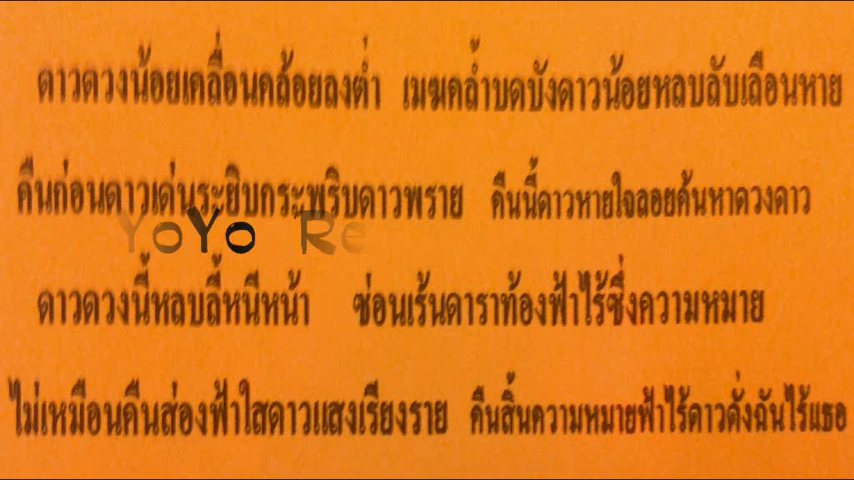 ดาวดวงน้อยเคลื่อนคล้อยลงต่ำ เมฆคล้ำบดบังดาวน้อยหลบลับเลือนหาย
คืนก่อนดาวเด่นระยิบกระพริบดาวพราย คืนนี้ดาวหายใจลอยค้นหาดวงดาว
YoYo Re
ดาวดวงนี้หลบลี้หนีหน้า ซ่อนเร้นดาราท้องฟ้าไร้ซึ่งความหมาย
ไม่เหมือนคืนส่องฟ้าใสดาวแสงเรียงราย คืนสิ้นความหมายฟ้าไร้ดาวดั่งฉันไร้เธอ